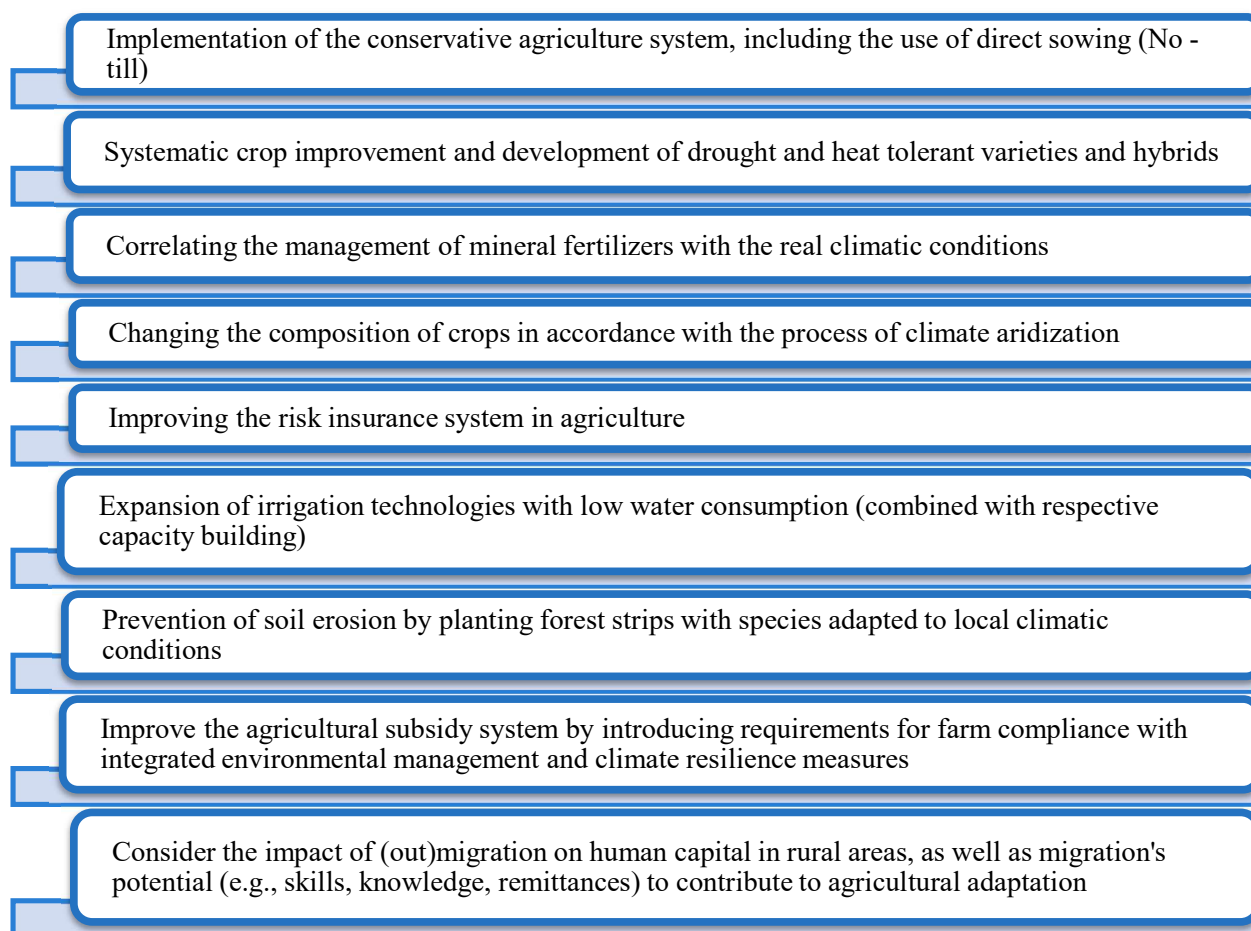 Implementation of the conservative agriculture system, including the use of direct sowing (No -
till)
Systematic crop improvement and development of drought and heat tolerant varieties and hybrids
Correlating the management of mineral fertilizers with the real climatic conditions
Changing the composition of crops in accordance with the process of climate aridization
Improving the risk insurance system in agriculture
Expansion of irrigation technologies with low water consumption (combined with respective
capacity building)
Prevention of soil erosion by planting forest strips with species adapted to local climatic
conditions
Improve the agricultural subsidy system by introducing requirements for farm compliance with
integrated environmental management and climate resilience measures
Consider the impact of (out)migration on human capital in rural areas, as well as migration's
potential (e.g., skills, knowledge, remittances) to contribute to agricultural adaptation